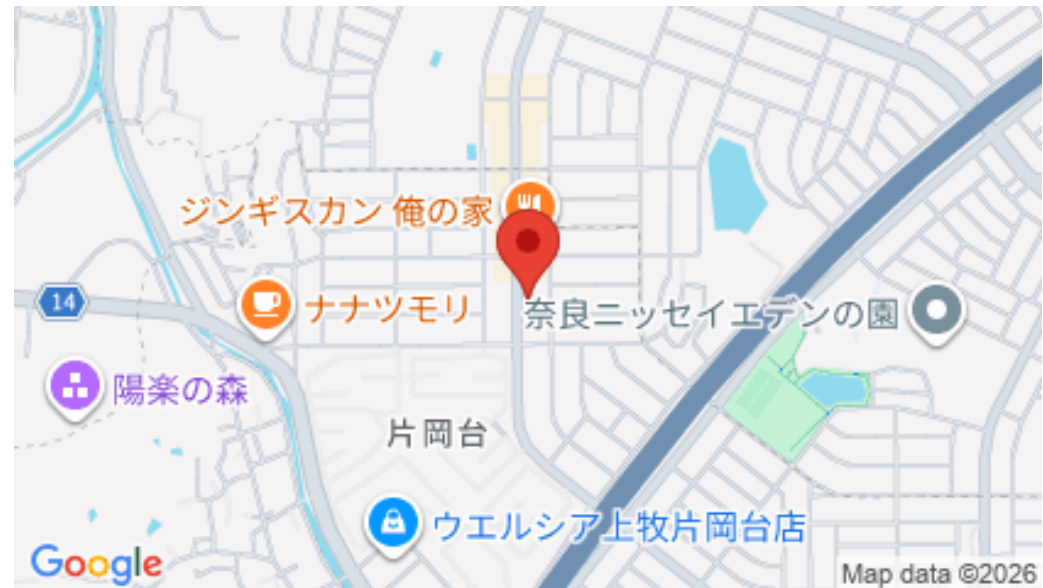 ジンギスカン 俺の家
14
ナナツモリ
奈良ニッセイエデンの園
陽楽の森
片岡台
ウエルシア上牧片岡台店
Google
Map data ©2026